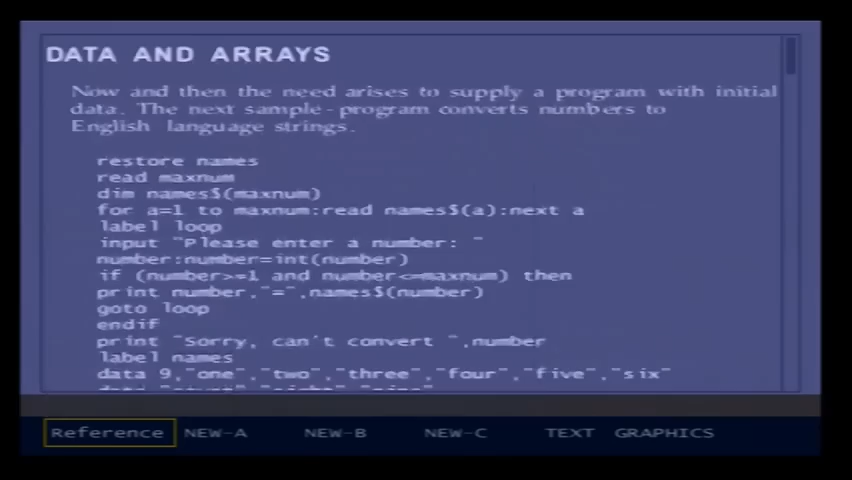 DATA AND ARRAYS
Now and then the need arises to supply a program with initial
data. The next sample-program converts numbers to
English language strings.
restore names
read maxnum
dim names$(maxnum)
for a=1 to maxnum:read names$(a):next a
label loop
input "Please enter a number: "
number:number=int(number)
if (number>=1 and number<=maxnum) then
print number,"=",names$(number)
goto loop
endif
print "Sorry, can't convert ",number
label names
data 9,"one","two","three","four","five","six"
Reference NEW-A NEW-B NEW-C TEXT GRAPHICS